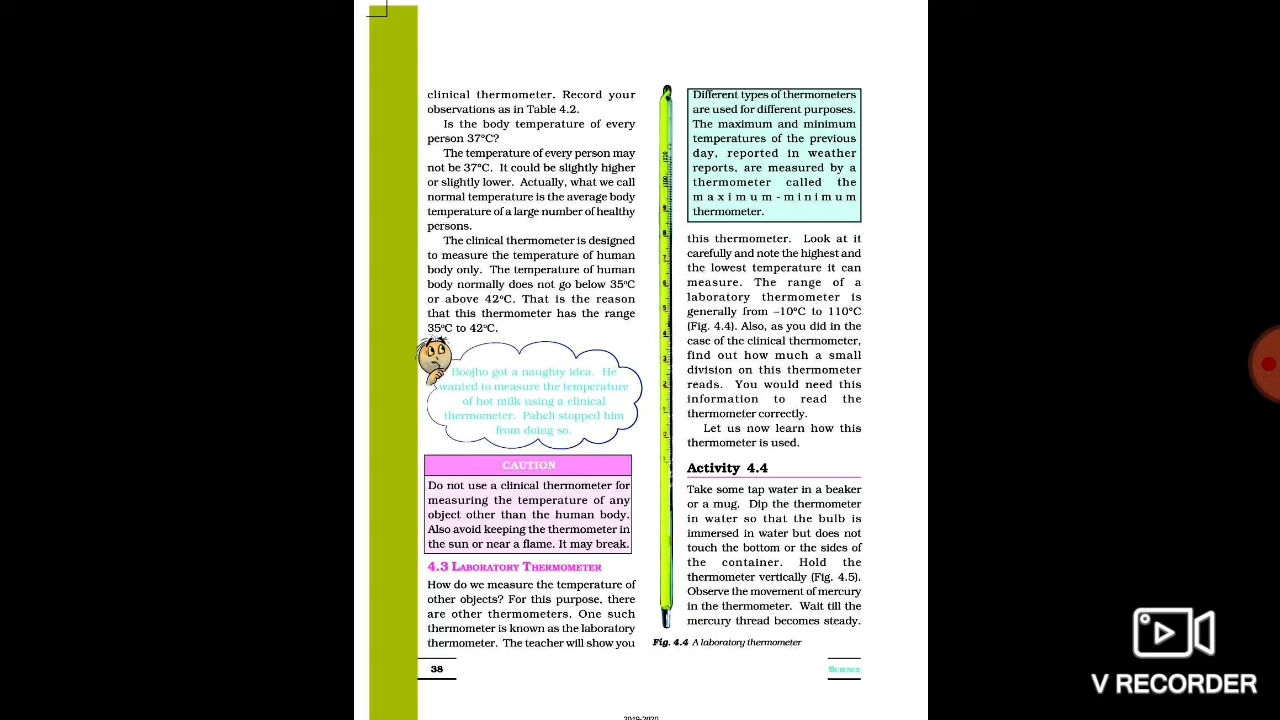 clinical thermometer. Record your
observations as in Table 4.2.
Is the body temperature of every
person 37°C?
The temperature of every person may
not be 37°C. It could be slightly higher
or slightly lower. Actually, what we call
normal temperature is the average body
temperature of a large number of healthy
persons.
The clinical thermometer is designed
to measure the temperature of human
body only. The temperature of human
body normally does not go below 35°C
or above 42°C. That is the reason
that this thermometer has the range
35°C to 42°C.
Boojho got a naughty idea. He
wanted to measure the temperature
of hot milk using a clinical
thermometer. Paheli stopped him
from doing so.
CAUTION
Do not use a clinical thermometer for
measuring the temperature of any
object other than the human body.
Also avoid keeping the thermometer in
the sun or near a flame. It may break.
4.3 LABORATORY THERMOMETER
How do we measure the temperature of
other objects? For this purpose, there
are other thermometers. One such
thermometer is known as the laboratory
thermometer. The teacher will show you
Different types of thermometers
are used for different purposes.
The maximum and minimum
temperatures of the previous
day, reported in weather
reports, are measured by a
thermometer called the
maximum-minimum
thermometer.
this thermometer. Look at it
carefully and note the highest and
the lowest temperature it can
measure. The range of a
laboratory thermometer is
generally from –10°C to 110°C
(Fig. 4.4). Also, as you did in the
case of the clinical thermometer,
find out how much a small
division on this thermometer
reads. You would need this
information to read the
thermometer correctly.
Let us now learn how this
thermometer is used.
Activity 4.4
Take some tap water in a beaker
or a mug. Dip the thermometer
in water so that the bulb is
immersed in water but does not
touch the bottom or the sides of
the container. Hold the
thermometer vertically (Fig. 4.5).
Observe the movement of mercury
in the thermometer. Wait till the
mercury thread becomes steady.
Fig. 4.4 A laboratory thermometer
38
SCIENCE
2019-2020
V RECORDER